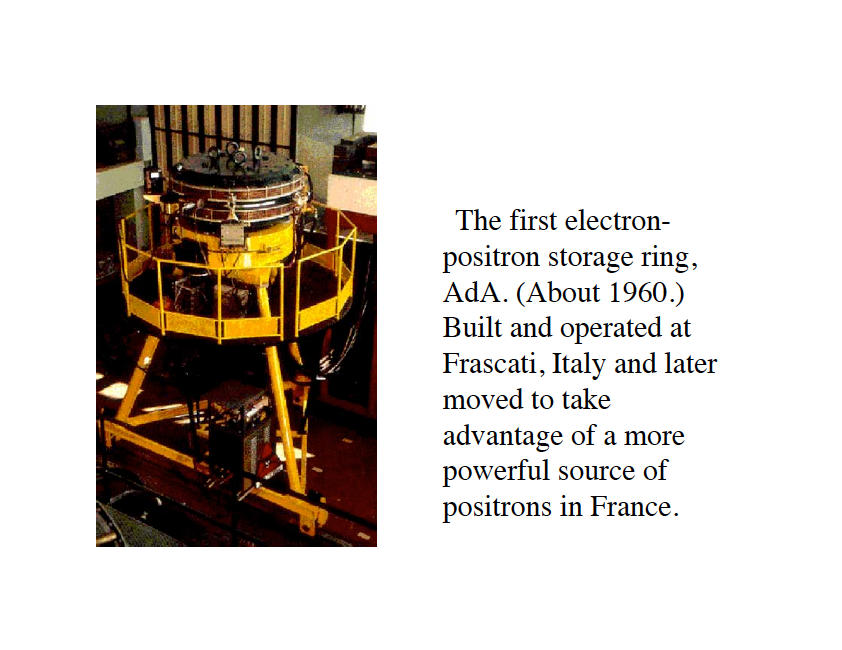 The first electron-
positron storage ring,
AdA. (About 1960.)
Built and operated at
Frascati, Italy and later
moved to take
advantage of a more
powerful source of
positrons in France.